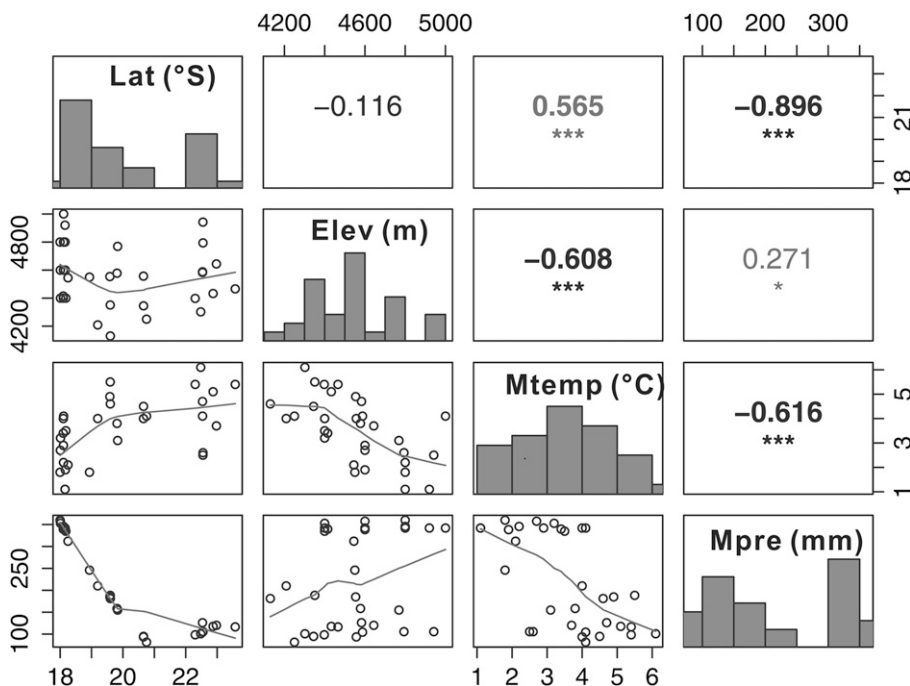 4200 4600 5000 100 200 300
Lat (°S) −0.116 0.565 −0.896
*** ***
18 21
Elev (m) −0.608 0.271
*** *
4200 4800
Mtemp (°C) −0.616
***
1 3 5
Mpre (mm)
100 250
18 20 22 1 2 3 4 5 6